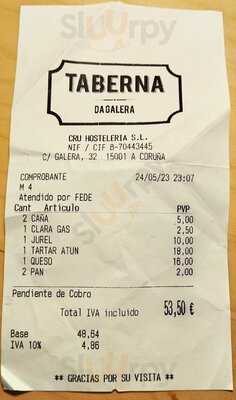 TABERNA
DA GALERA
CRU HOSTELERIA S.L.
NIF / CIF B-70443445
C/ GALERA, 32 15001 A CORUÑA
COMPROBANTE 24/05/23 23:07
M 4
Atendido por FEDE
Cant Artículo PVP
2 CAÑA 5,00
1 CLARA GAS 2,50
1 JUREL 10,00
1 TARTAR ATUN 18,00
1 QUESO 16,00
2 PAN 2,00
Pendiente de Cobro
Total IVA incluido 53,50 €
Base 48,64
IVA 10% 4,86
** GRACIAS POR SU VISITA **
Sluurpy
Sluurpy